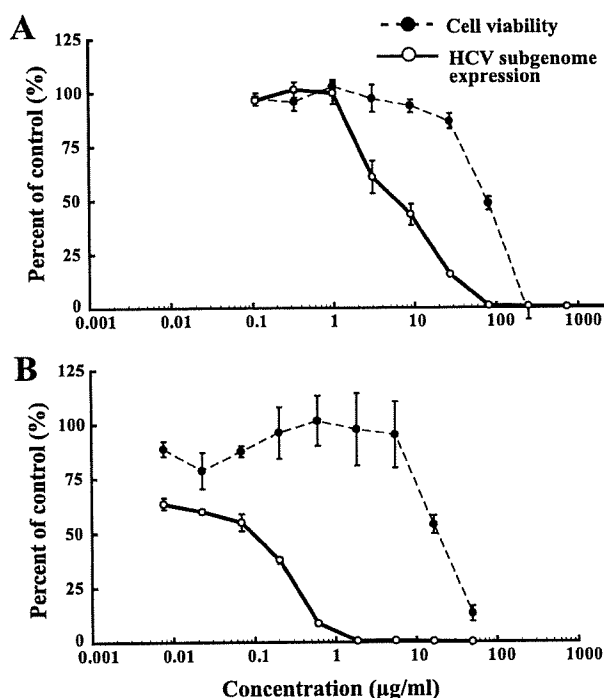 A
Cell viability
HCV subgenome
expression
Percent of control (%)
125
100
75
50
25
0
0.001 0.01 0.1 1 10 100 1000
B
Percent of control (%)
125
100
75
50
25
0
0.001 0.01 0.1 1 10 100 1000
Concentration (µg/ml)